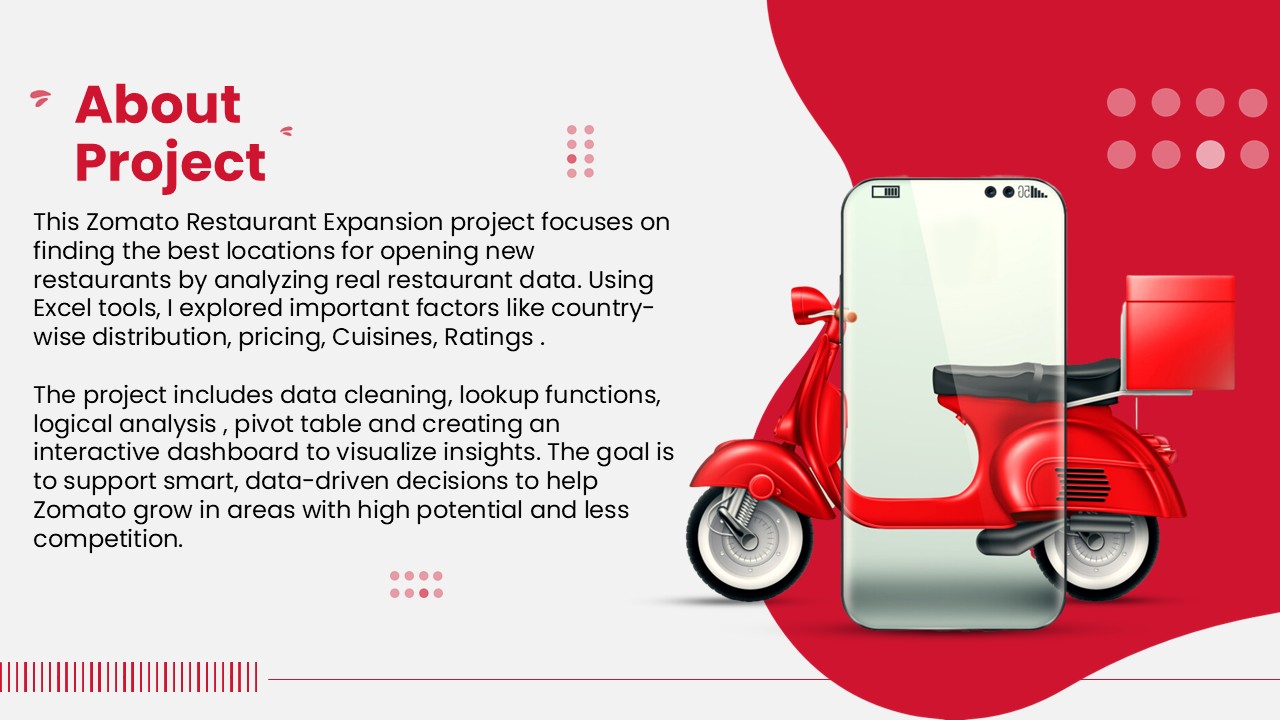 About
Project
This Zomato Restaurant Expansion project focuses on
finding the best locations for opening new
restaurants by analyzing real restaurant data. Using
Excel tools, I explored important factors like country-
wise distribution, pricing, Cuisines, Ratings .
The project includes data cleaning, lookup functions,
logical analysis , pivot table and creating an
interactive dashboard to visualize insights. The goal is
to support smart, data-driven decisions to help
Zomato grow in areas with high potential and less
competition.
5G